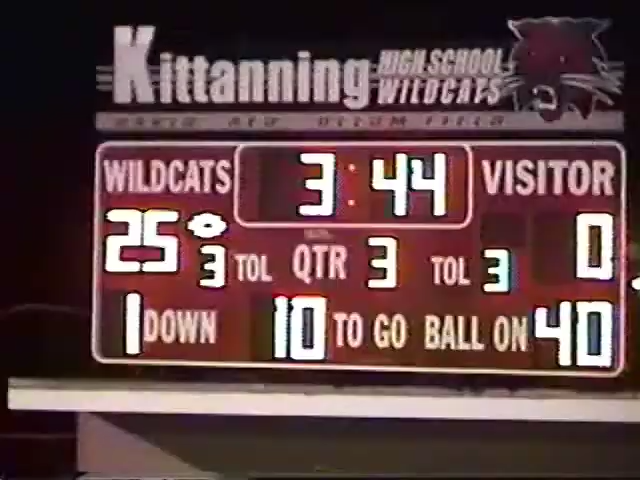 Kittanning HIGH SCHOOL WILDCATS
FIELD
WILDCATS 3:44 VISITOR
25 3 TOL QTR 3 TOL 3 0
1 DOWN 10 TO GO BALL ON 40